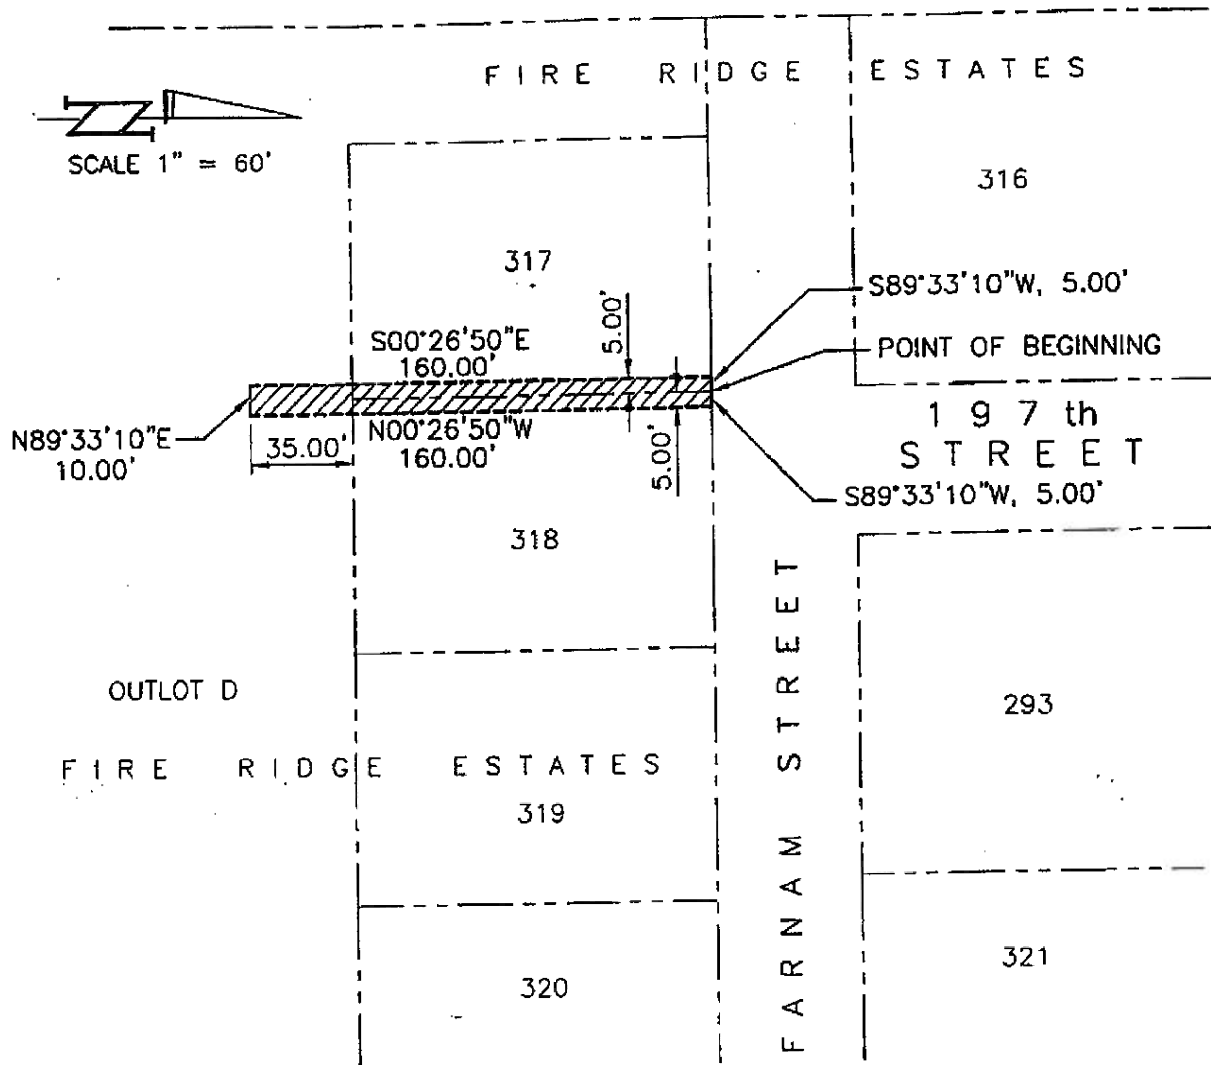 FIRE RIDGE ESTATES
SCALE 1" = 60'
316
317
S89°33'10"W, 5.00'
5.00'
S00°26'50"E
160.00'
POINT OF BEGINNING
N89°33'10"E
10.00'
35.00'
N00°26'50"W
160.00'
5.00'
197th
STREET
S89°33'10"W, 5.00'
318
FARNAM STREET
OUTLOT D
293
FIRE RIDGE ESTATES
319
320
321